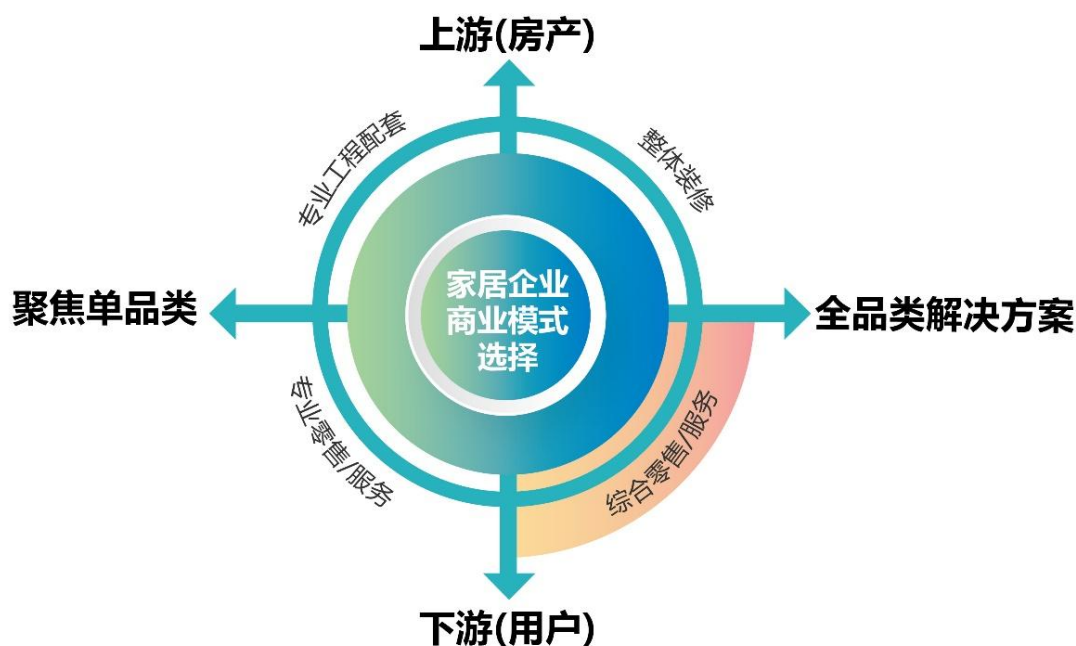 上游(房产)
专业工程配套
整体装修
聚焦单品类
家居企业
商业模式
选择
全品类解决方案
专业零售/服务
综合零售/服务
下游(用户)